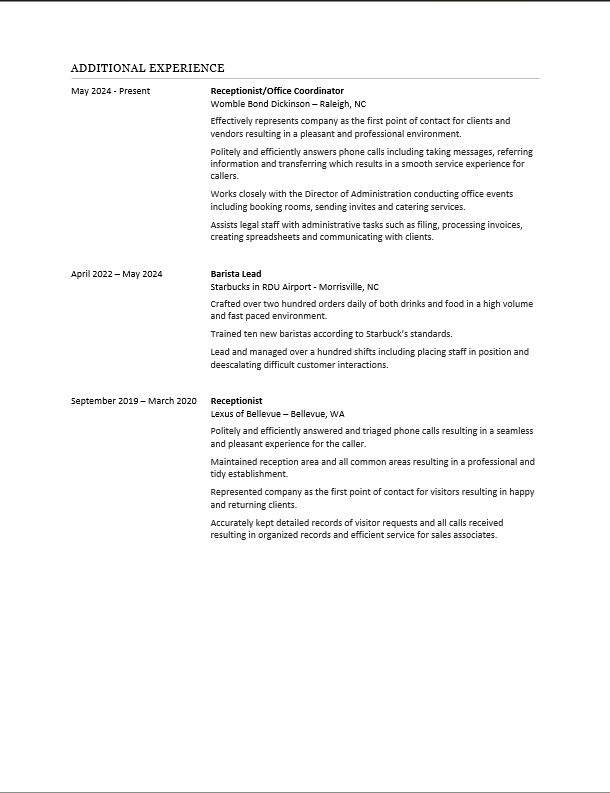 ADDITIONAL EXPERIENCE
May 2024 - Present Receptionist/Office Coordinator
Womble Bond Dickinson – Raleigh, NC
Effectively represents company as the first point of contact for clients and
vendors resulting in a pleasant and professional environment.
Politely and efficiently answers phone calls including taking messages, referring
information and transferring which results in a smooth service experience for
callers.
Works closely with the Director of Administration conducting office events
including booking rooms, sending invites and catering services.
Assists legal staff with administrative tasks such as filing, processing invoices,
creating spreadsheets and communicating with clients.
April 2022 – May 2024 Barista Lead
Starbucks in RDU Airport - Morrisville, NC
Crafted over two hundred orders daily of both drinks and food in a high volume
and fast paced environment.
Trained ten new baristas according to Starbuck's standards.
Lead and managed over a hundred shifts including placing staff in position and
deescalating difficult customer interactions.
September 2019 – March 2020 Receptionist
Lexus of Bellevue – Bellevue, WA
Politely and efficiently answered and triaged phone calls resulting in a seamless
and pleasant experience for the caller.
Maintained reception area and all common areas resulting in a professional and
tidy establishment.
Represented company as the first point of contact for visitors resulting in happy
and returning clients.
Accurately kept detailed records of visitor requests and all calls received
resulting in organized records and efficient service for sales associates.